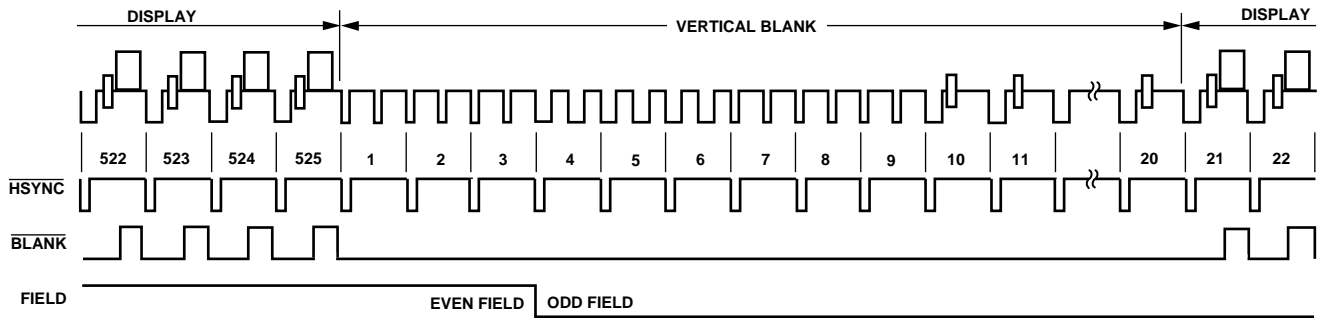 DISPLAY VERTICAL BLANK DISPLAY
522 523 524 525 1 2 3 4 5 6 7 8 9 10 11 20 21 22
HSYNC
BLANK
FIELD EVEN FIELD ODD FIELD